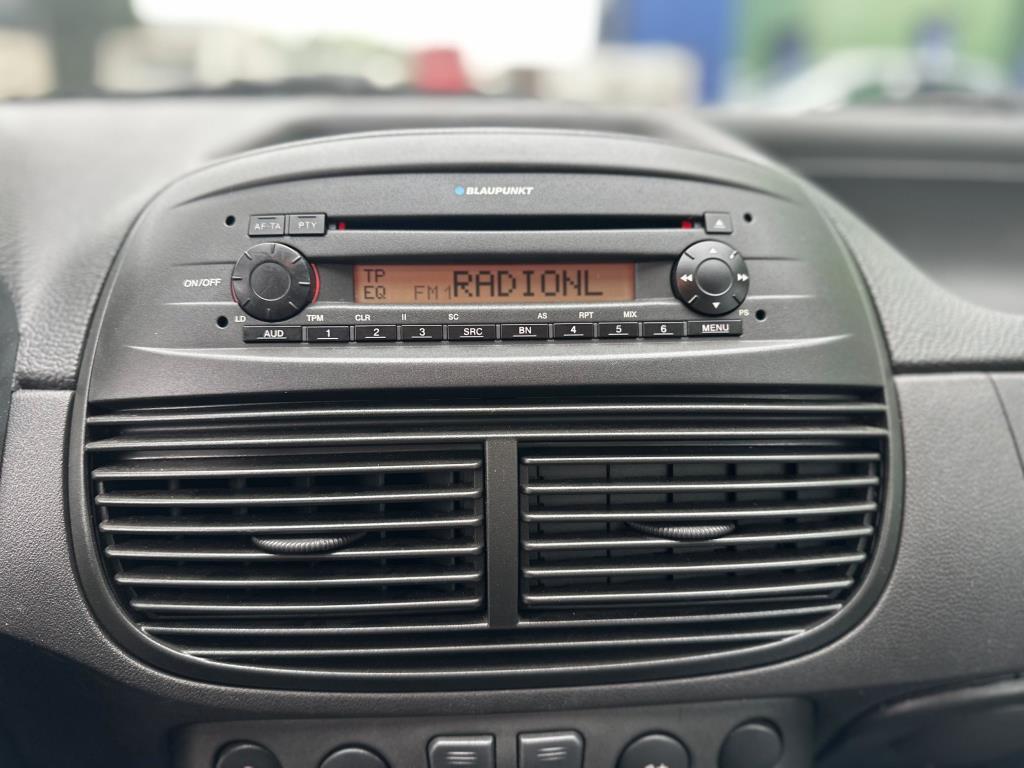 BLAUPUNKT
AF-TA PTY
ON/OFF
TP
EQ FM1 RADIONL
LD TPM CLR II SC AS RPT MIX PS
AUD 1 2 3 SRC BN 4 5 6 MENU